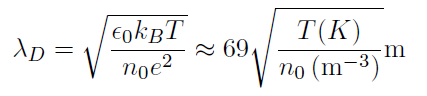 λ_D = √(ϵ₀k_BT / n₀e²) ≈ 69√(T(K) / n₀ (m⁻³)) m